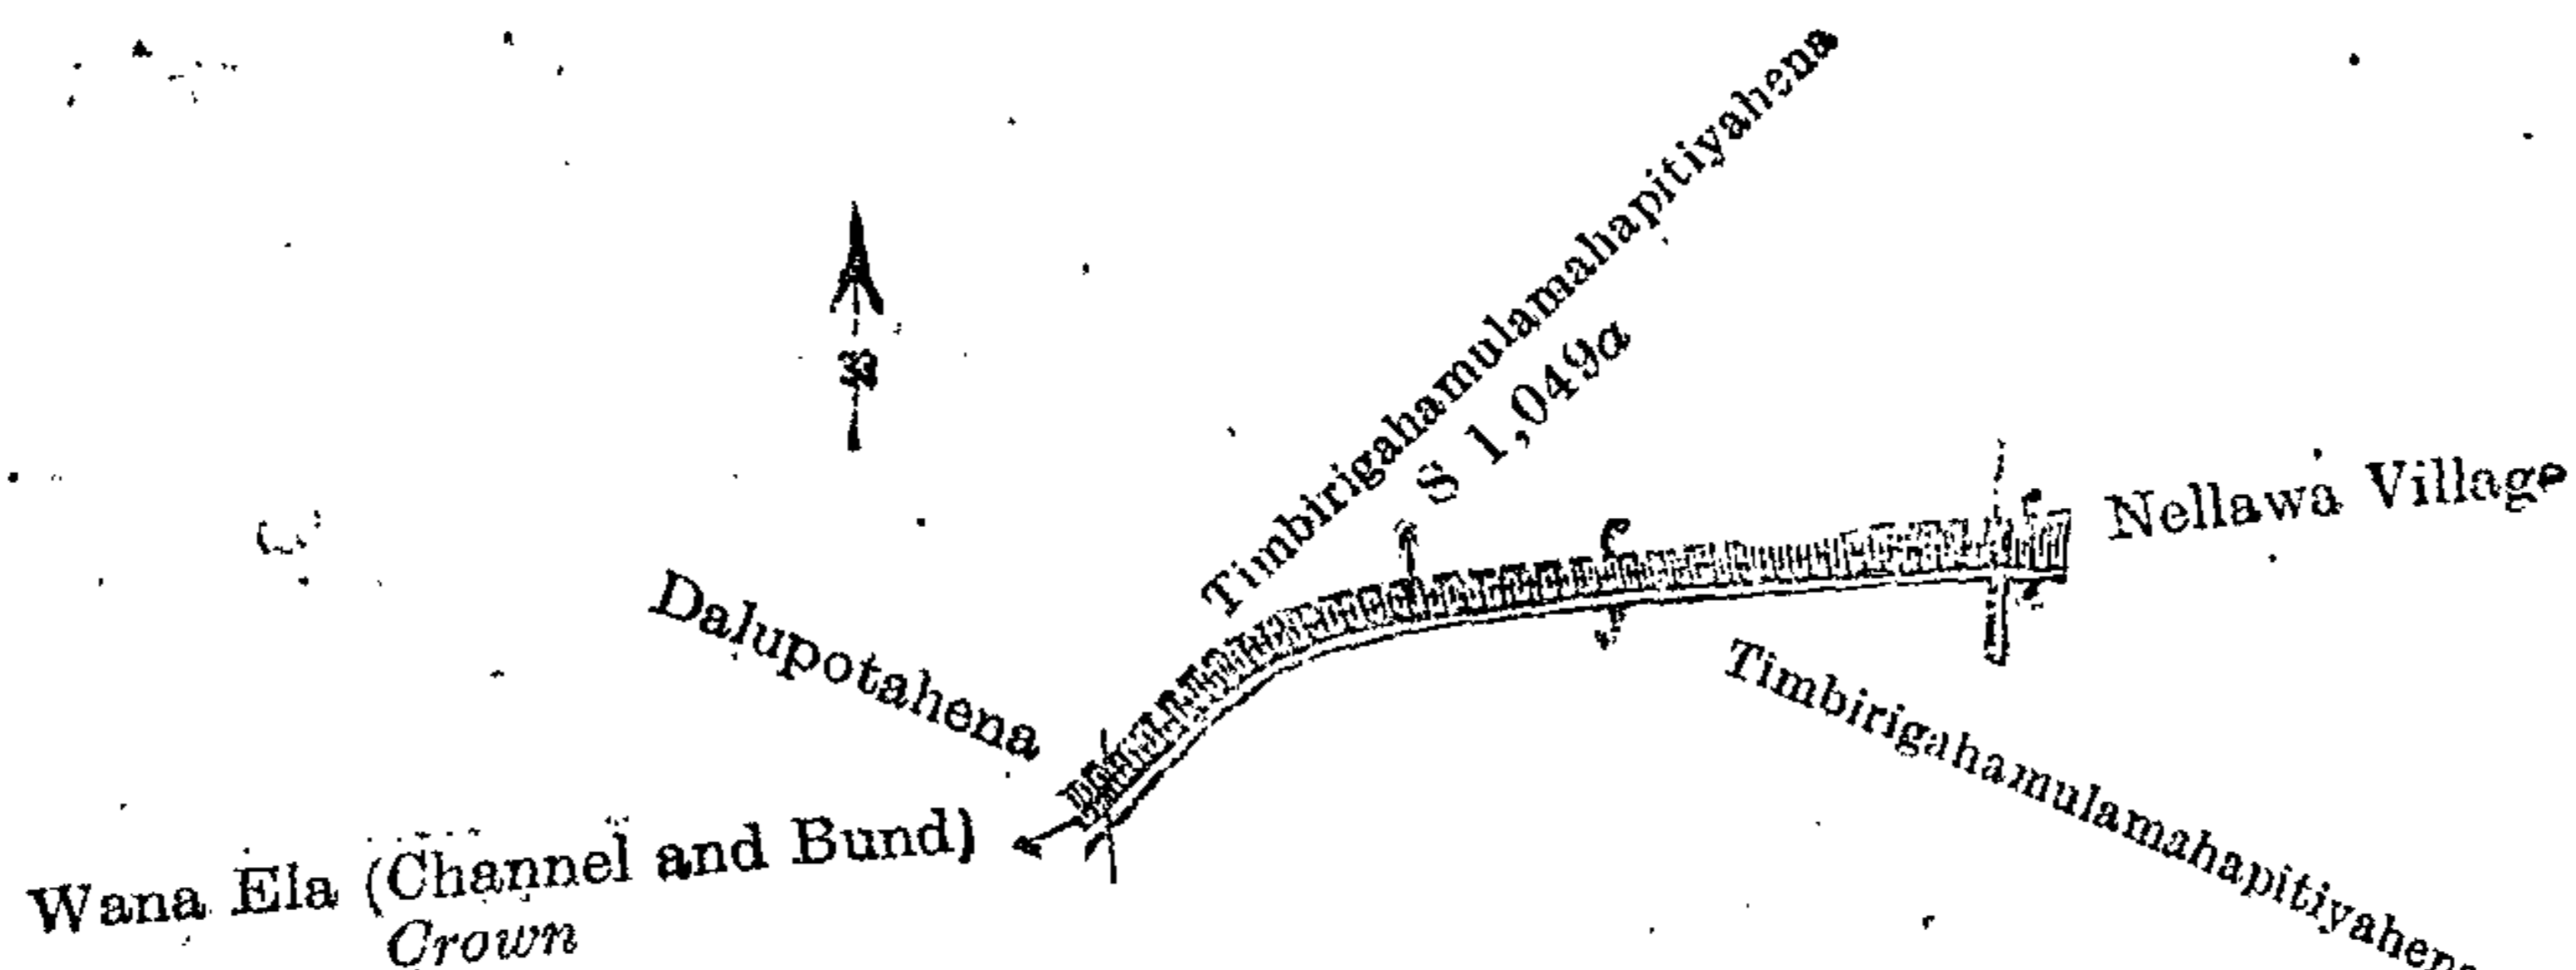 Timbirigahamulamahapitiyahena
S 1,049a
Nellawa Village
Dalupotahena
Timbirigahamulamahapitiyahena
Wana Ela (Channel and Bund)
Crown